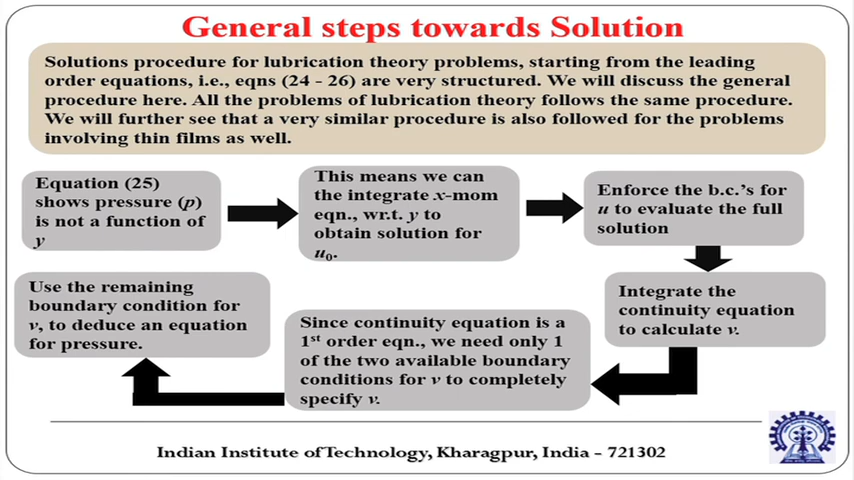 General steps towards Solution
Solutions procedure for lubrication theory problems, starting from the leading
order equations, i.e., eqns (24 - 26) are very structured. We will discuss the general
procedure here. All the problems of lubrication theory follows the same procedure.
We will further see that a very similar procedure is also followed for the problems
involving thin films as well.
Equation (25)
shows pressure (p)
is not a function of
y
This means we can
the integrate x-mom
eqn., wr.t. y to
obtain solution for
u₀.
Enforce the b.c.'s for
u to evaluate the full
solution
Integrate the
continuity equation
to calculate v.
Since continuity equation is a
1st order eqn., we need only 1
of the two available boundary
conditions for v to completely
specify v.
Use the remaining
boundary condition for
v, to deduce an equation
for pressure.
Indian Institute of Technology, Kharagpur, India - 721302